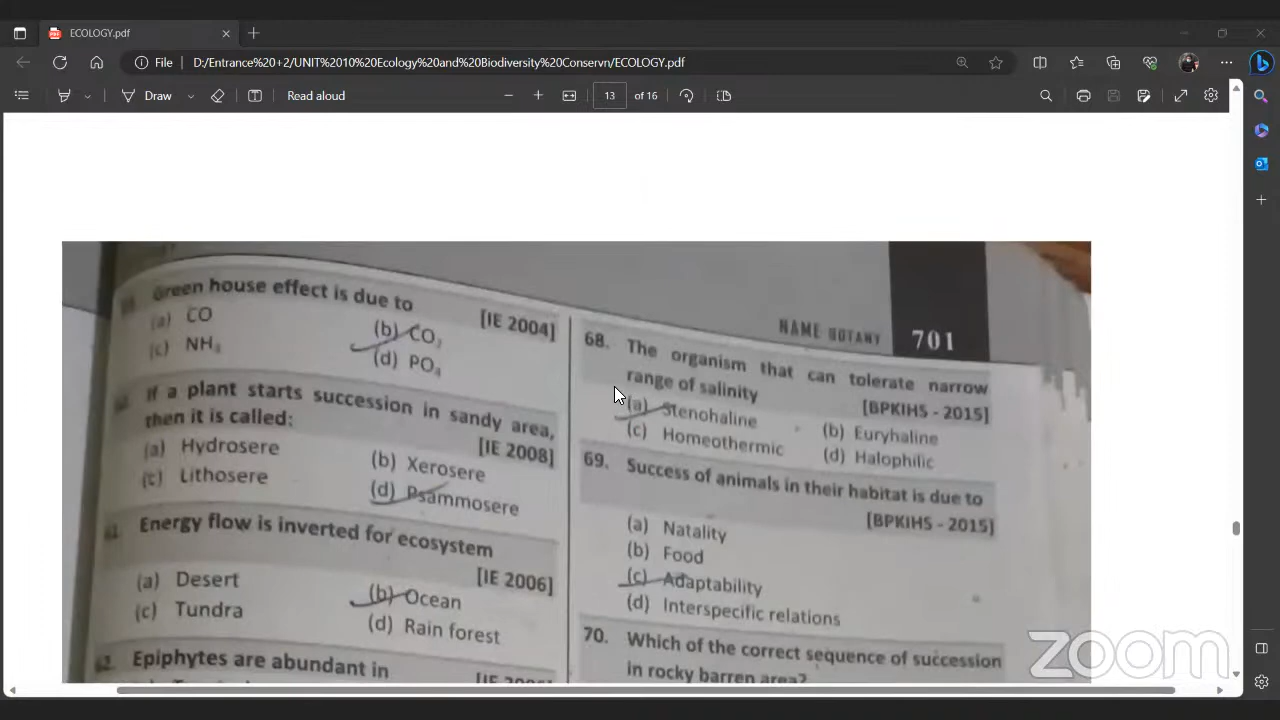 ECOLOGY.pdf
File D:/Entrance%20+2/UNIT%2010%20Ecology%20and%20Biodiversity%20Conservn/ECOLOGY.pdf
Draw Read aloud 13 of 16
NAME BOTANY 701
Green house effect is due to
[IE 2004]
(a) CO
(b) CO₂
(c) NH₃
(d) PO₄
If a plant starts succession in sandy area,
then it is called:
[IE 2008]
(a) Hydrosere
(b) Xerosere
(c) Lithosere
(d) Psammosere
61. Energy flow is inverted for ecosystem
[IE 2006]
(a) Desert
(b) Ocean
(c) Tundra
(d) Rain forest
62. Epiphytes are abundant in
68. The organism that can tolerate narrow
range of salinity
[BPKIHS - 2015]
(a) Stenohaline
(b) Euryhaline
(c) Homeothermic
(d) Halophilic
69. Success of animals in their habitat is due to
[BPKIHS - 2015]
(a) Natality
(b) Food
(c) Adaptability
(d) Interspecific relations
70. Which of the correct sequence of succession
in rocky barren area?
zoom